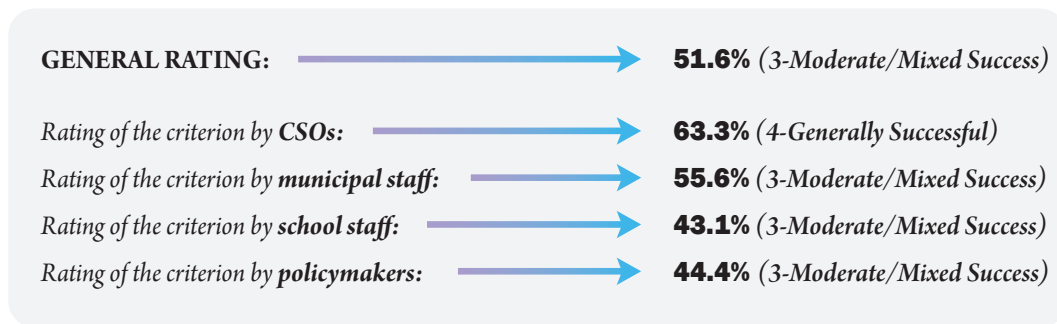 GENERAL RATING: 51.6% (3-Moderate/Mixed Success)
Rating of the criterion by CSOs: 63.3% (4-Generally Successful)
Rating of the criterion by municipal staff: 55.6% (3-Moderate/Mixed Success)
Rating of the criterion by school staff: 43.1% (3-Moderate/Mixed Success)
Rating of the criterion by policymakers: 44.4% (3-Moderate/Mixed Success)